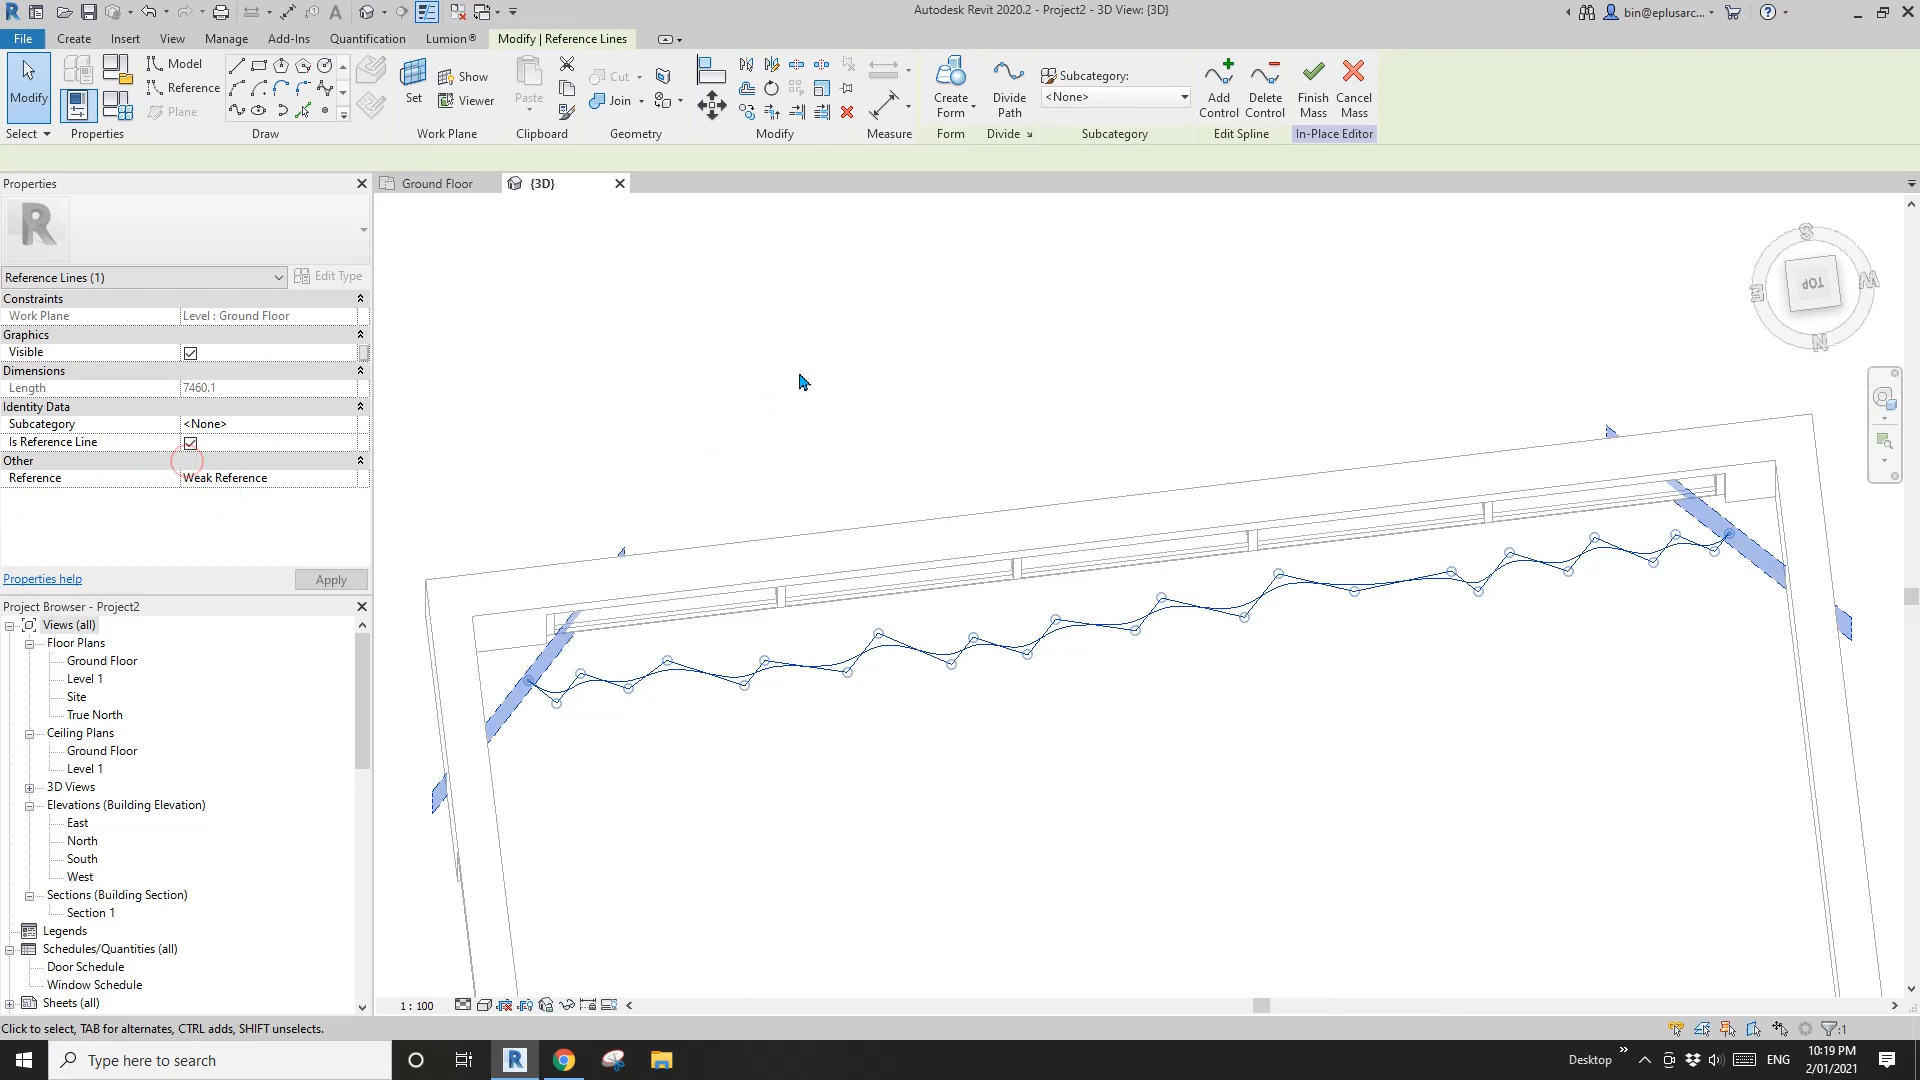 Autodesk Revit 2020.2 - Project2 - 3D View: {3D}
bin@eplusarc...
File Create Insert View Manage Add-Ins Quantification Lumion® Modify | Reference Lines
Modify
Select
Properties
Model
Reference
Plane
Draw
Set
Show
Viewer
Work Plane
Paste
Clipboard
Cut
Join
Geometry
Modify
Measure
Create Form
Form
Divide Path
Divide
Subcategory:
<None>
Subcategory
Add Control
Delete Control
Edit Spline
Finish Mass
Cancel Mass
In-Place Editor
Properties
R
Reference Lines (1)
Edit Type
Constraints
Work Plane Level : Ground Floor
Graphics
Visible
Dimensions
Length 7460.1
Identity Data
Subcategory <None>
Is Reference Line
Other
Reference Weak Reference
Properties help
Apply
Project Browser - Project2
Views (all)
Floor Plans
Ground Floor
Level 1
Site
True North
Ceiling Plans
Ground Floor
Level 1
3D Views
Elevations (Building Elevation)
East
North
South
West
Sections (Building Section)
Section 1
Legends
Schedules/Quantities (all)
Door Schedule
Window Schedule
Sheets (all)
Ground Floor
{3D}
S
E
W
N
TOP
1 : 100
Click to select, TAB for alternates, CTRL adds, SHIFT unselects.
:1
Type here to search
Desktop
ENG
10:19 PM
2/01/2021